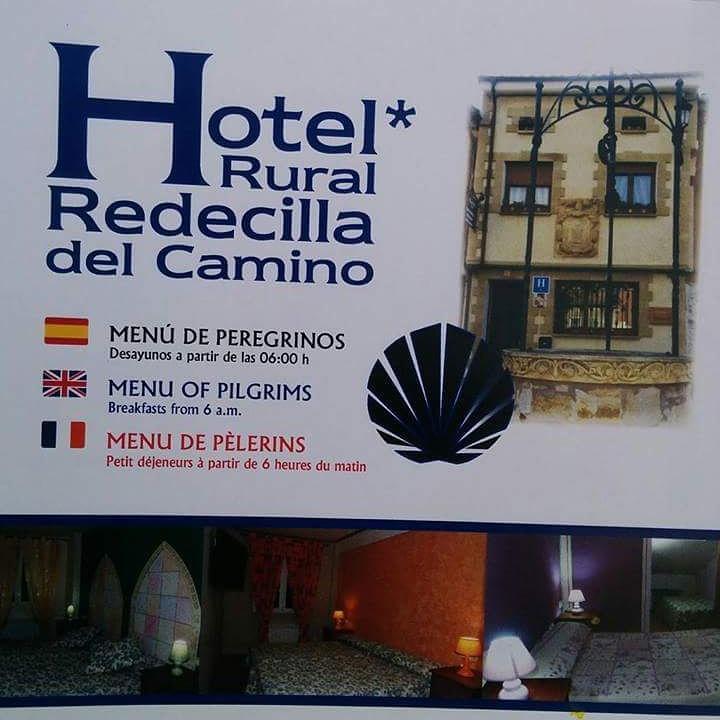 Hotel*
Rural
Redecilla
del Camino
MENÚ DE PEREGRINOS
Desayunos a partir de las 06:00 h
MENU OF PILGRIMS
Breakfasts from 6 a.m.
MENU DE PÈLERINS
Petit déjeneurs à partir de 6 heures du matin
H